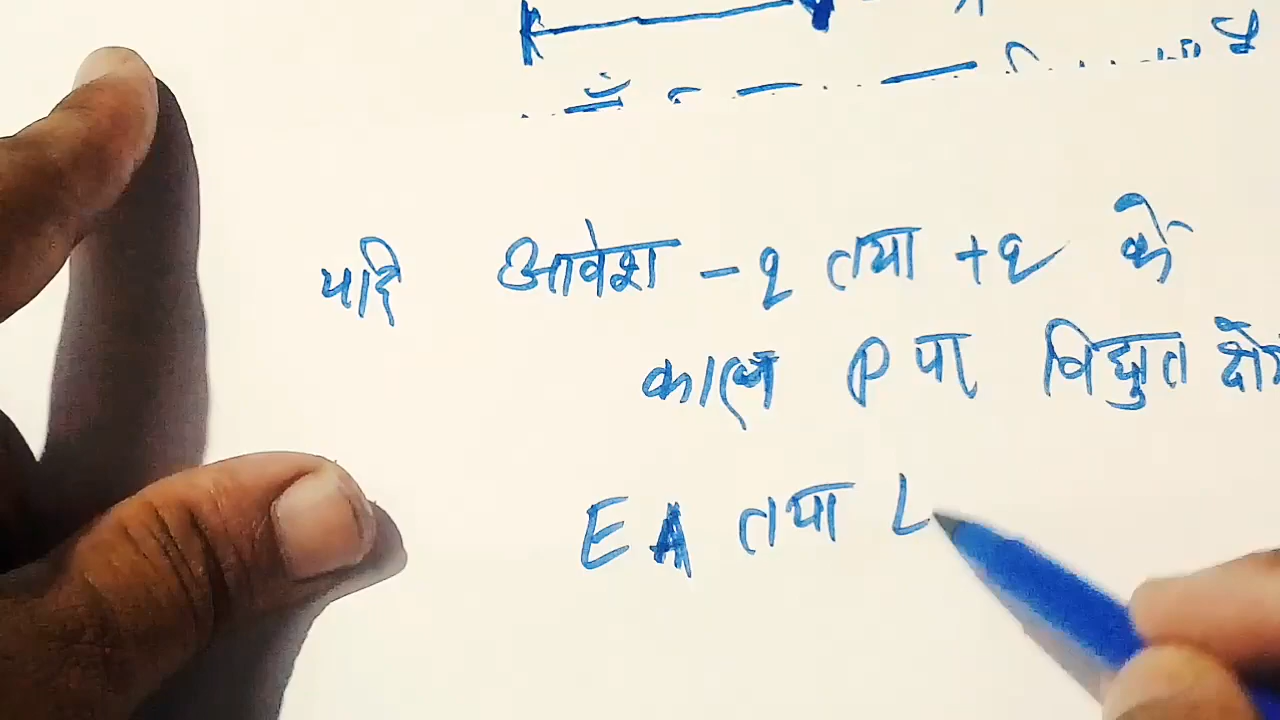 यदि आवेश -q तथा +q के
कारण P पर विद्युत क्षेत्र
EA तथा